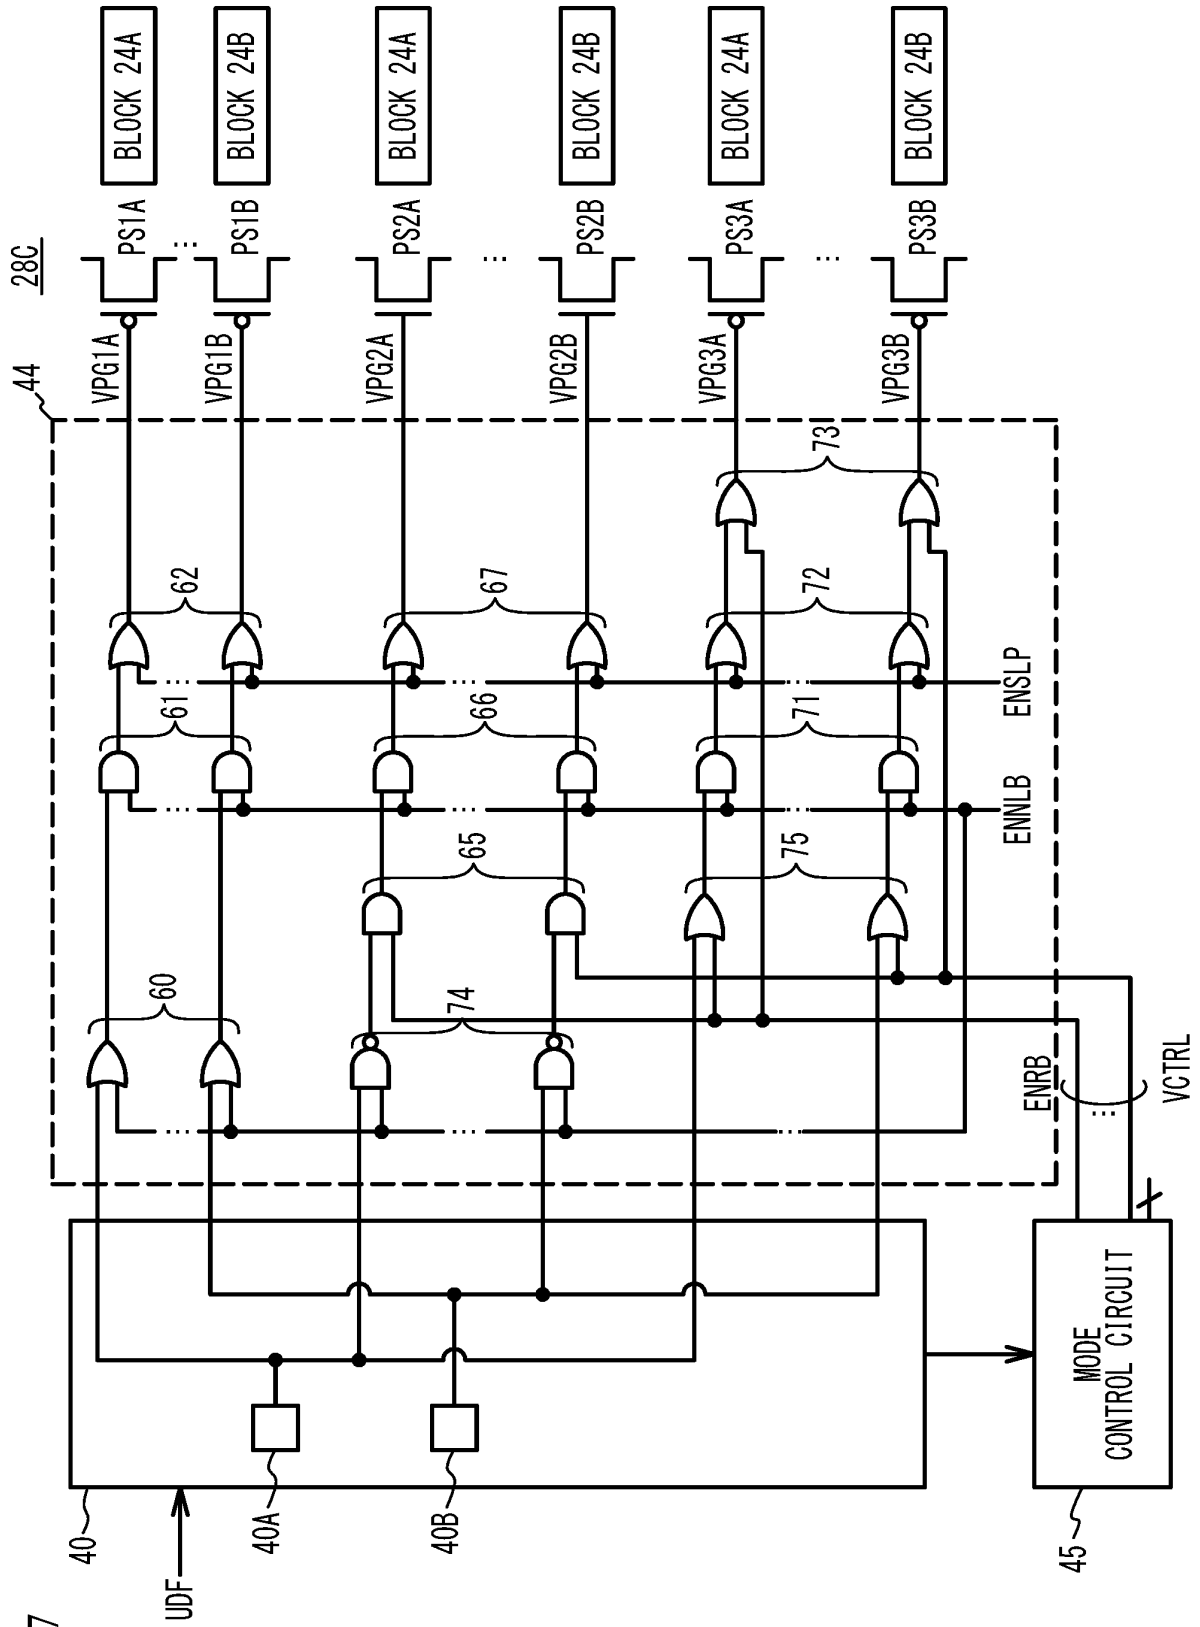 7
28C
44
UDF
40
40A
40B
MODE
CONTROL CIRCUIT
45
VCTRL
...
ENRB
ENNLB
ENSLP
60
61
62
74
65
66
67
75
71
72
73
...
...
...
...
...
...
...
...
...
VPG1A
PS1A
BLOCK 24A
...
VPG1B
PS1B
BLOCK 24B
VPG2A
PS2A
BLOCK 24A
...
VPG2B
PS2B
BLOCK 24B
VPG3A
PS3A
BLOCK 24A
...
VPG3B
PS3B
BLOCK 24B